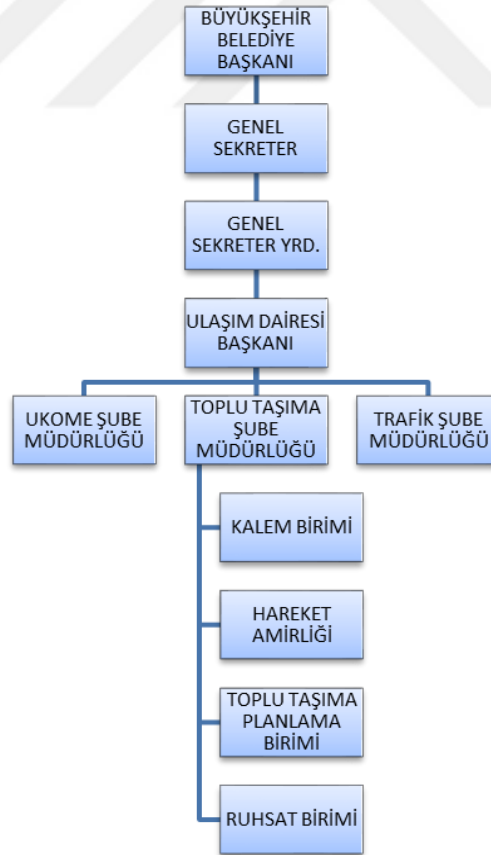 BÜYÜKŞEHİR
BELEDİYE
BAŞKANI
GENEL
SEKRETER
GENEL
SEKRETER YRD.
ULAŞIM DAİRESİ
BAŞKANI
UKOME ŞUBE
MÜDÜRLÜĞÜ
TOPLU TAŞIMA
ŞUBE
MÜDÜRLÜĞÜ
TRAFİK ŞUBE
MÜDÜRLÜĞÜ
KALEM BİRİMİ
HAREKET
AMİRLİĞİ
TOPLU TAŞIMA
PLANLAMA
BİRİMİ
RUHSAT BİRİMİ